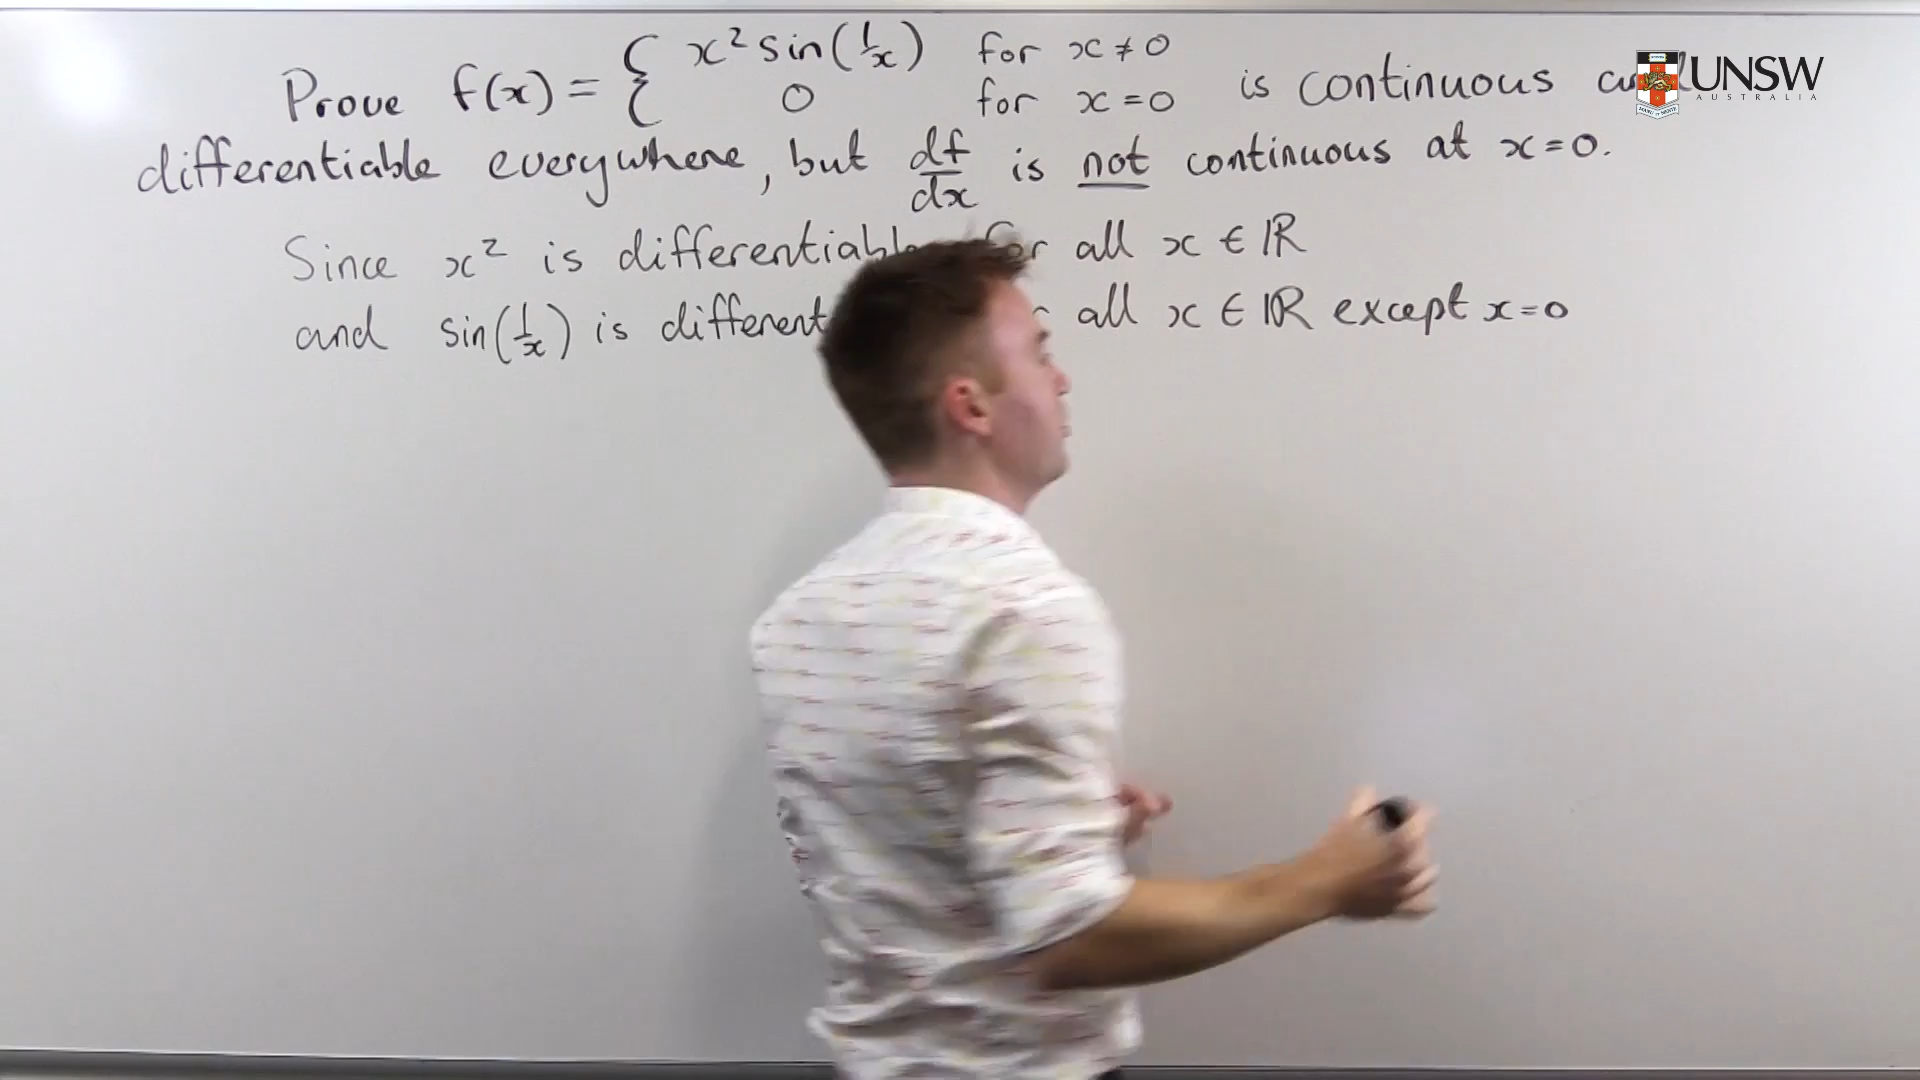 Prove f(x) = { x² sin(1/x) for x ≠ 0
0 for x = 0 is continuous
differentiable everywhere, but df/dx is not continuous at x = 0.
Since x² is differentiable for all x ∈ ℝ
and sin(1/x) is different all x ∈ ℝ except x = 0
UNSW
AUSTRALIA